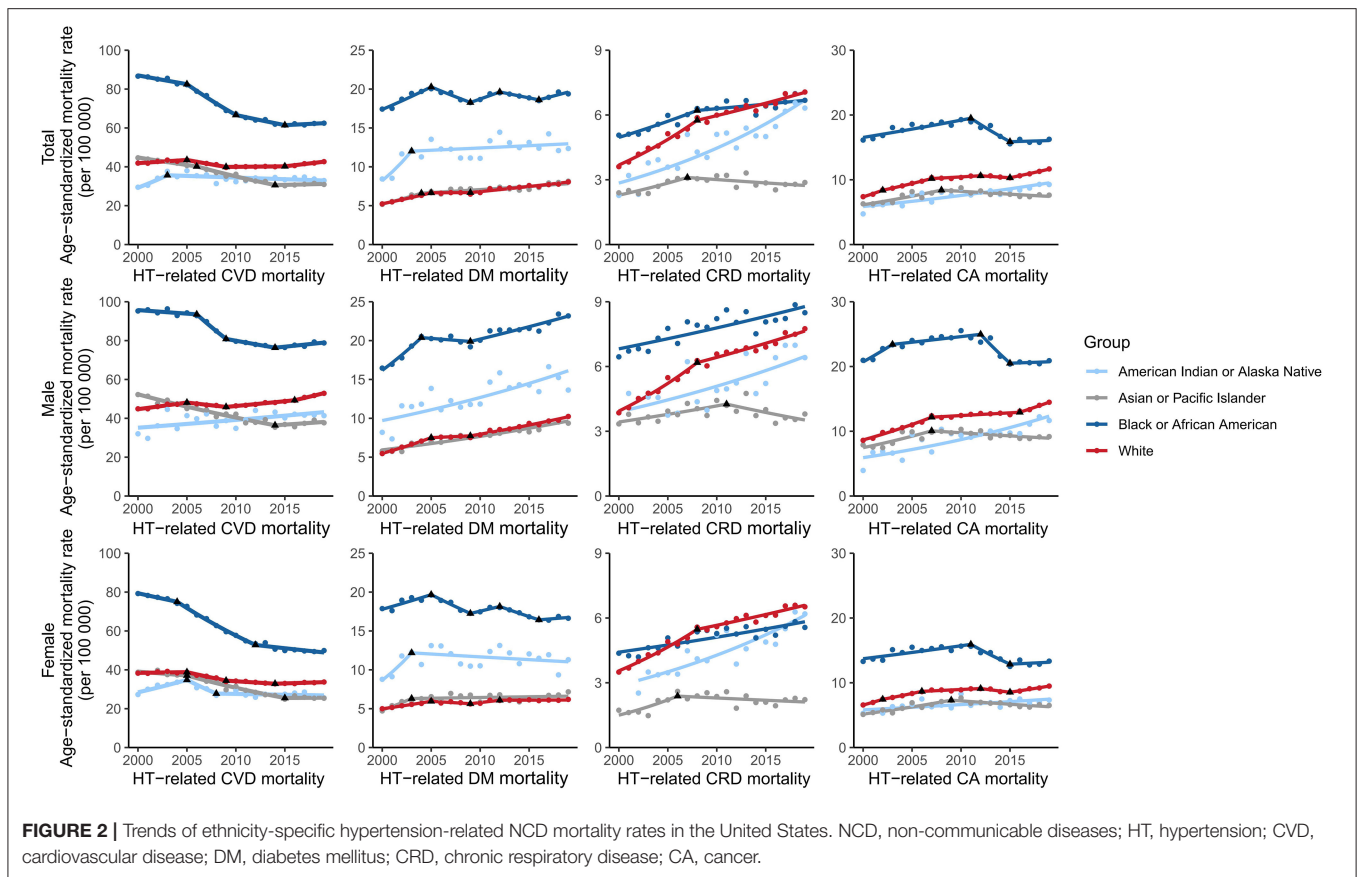 Total
Age−standardized mortality rate
(per 100 000)
100
80
60
40
20
0
2000 2005 2010 2015
HT−related CVD mortality
25
20
15
10
5
0
2000 2005 2010 2015
HT−related DM mortality
9
6
3
0
2000 2005 2010 2015
HT−related CRD mortality
30
20
10
0
2000 2005 2010 2015
HT−related CA mortality
Male
Age−standardized mortality rate
(per 100 000)
100
80
60
40
20
0
2000 2005 2010 2015
HT−related CVD mortality
25
20
15
10
5
0
2000 2005 2010 2015
HT−related DM mortality
9
6
3
0
2000 2005 2010 2015
HT−related CRD mortaliy
30
20
10
0
2000 2005 2010 2015
HT−related CA mortality
Group
American Indian or Alaska Native
Asian or Pacific Islander
Black or African American
White
Female
Age−standardized mortality rate
(per 100 000)
100
80
60
40
20
0
2000 2005 2010 2015
HT−related CVD mortality
25
20
15
10
5
0
2000 2005 2010 2015
HT−related DM mortality
9
6
3
0
2000 2005 2010 2015
HT−related CRD mortality
30
20
10
0
2000 2005 2010 2015
HT−related CA mortality
FIGURE 2 | Trends of ethnicity-specific hypertension-related NCD mortality rates in the United States. NCD, non-communicable diseases; HT, hypertension; CVD,
cardiovascular disease; DM, diabetes mellitus; CRD, chronic respiratory disease; CA, cancer.